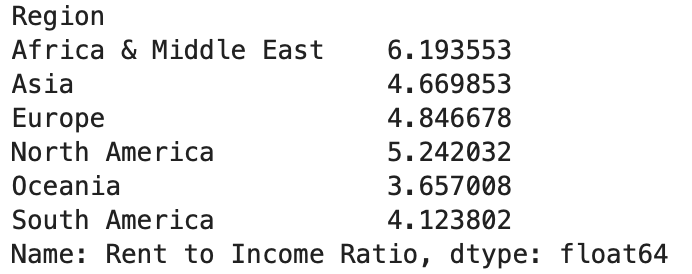 Region
Africa & Middle East    6.193553
Asia                    4.669853
Europe                  4.846678
North America           5.242032
Oceania                 3.657008
South America           4.123802
Name: Rent to Income Ratio, dtype: float64